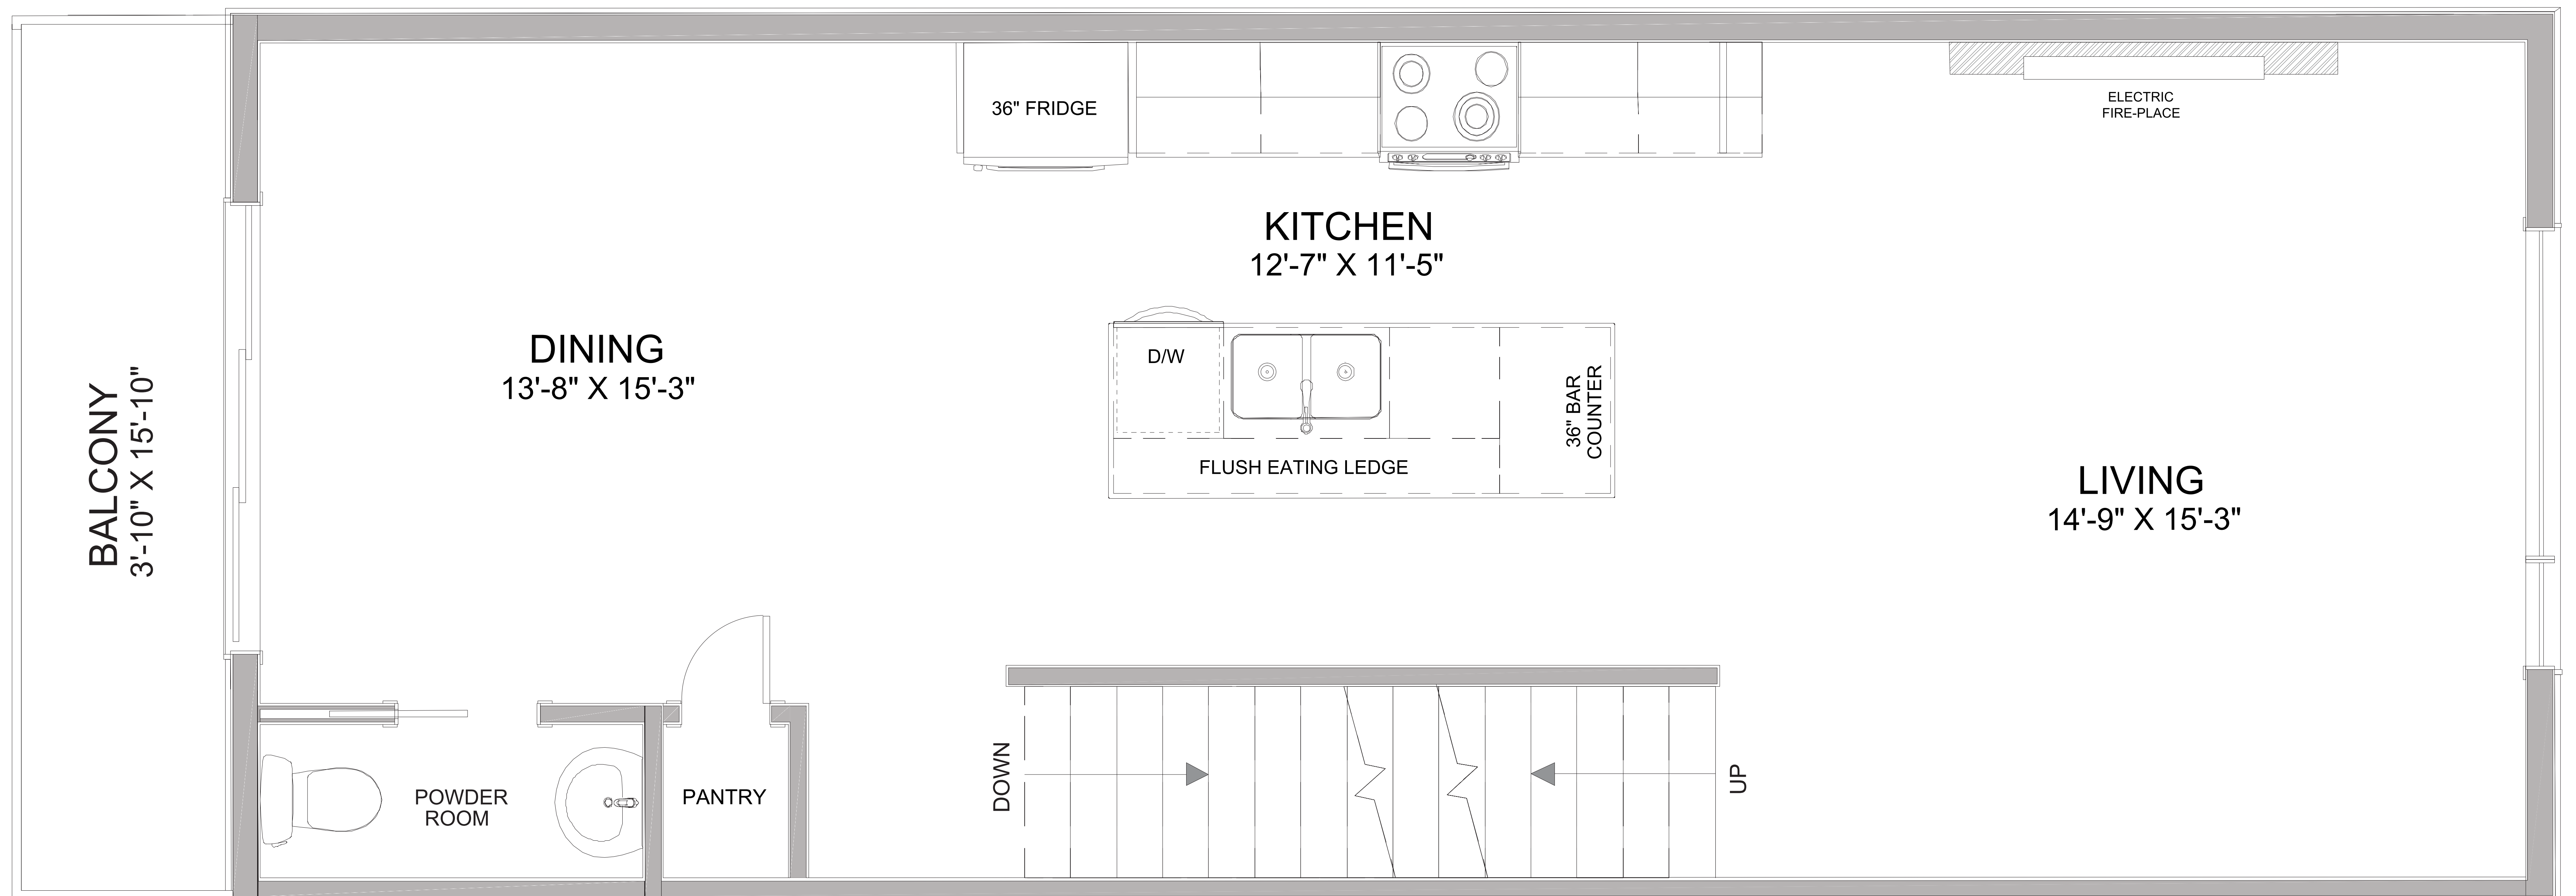 BALCONY
3'-10" X 15'-10"
DINING
13'-8" X 15'-3"
36" FRIDGE
KITCHEN
12'-7" X 11'-5"
D/W
FLUSH EATING LEDGE
36" BAR
COUNTER
ELECTRIC
FIRE-PLACE
LIVING
14'-9" X 15'-3"
POWDER
ROOM
PANTRY
DOWN
UP